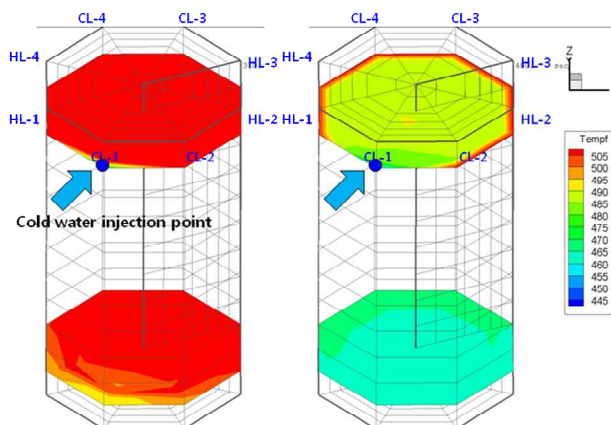 CL-4
CL-3
HL-4
HL-3
HL-1
HL-2
CL-1
CL-2
Cold water injection point
CL-4
CL-3
HL-4
HL-3
sec
HL-1
HL-2
CL-1
CL-2
Z
Tempf
505
500
495
490
485
480
475
470
465
460
455
450
445